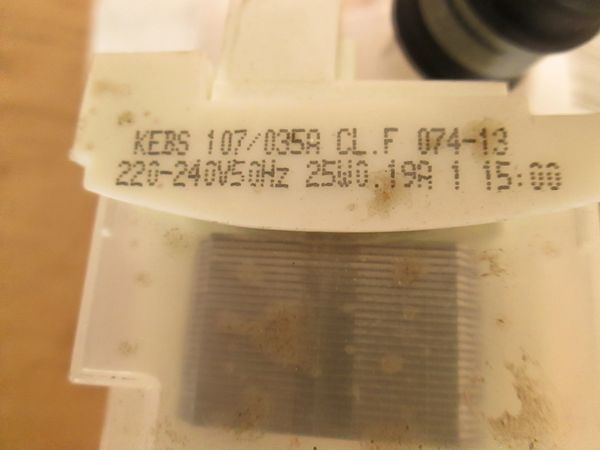 KEBS 107/035A CL.F 074-13
220-240V50Hz 25W0.19A 1 15:00